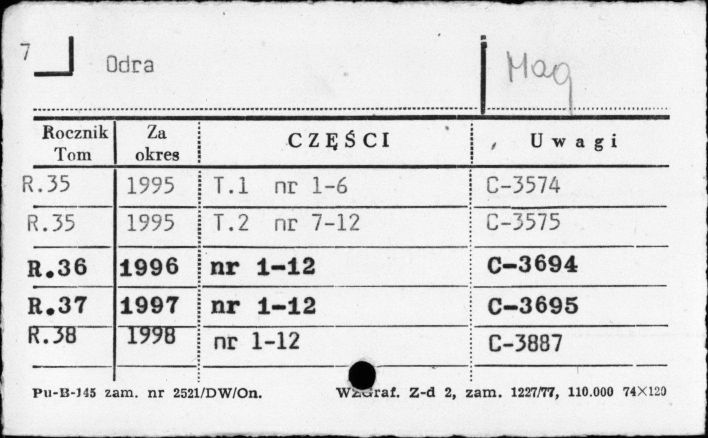 7
Odra
Mag
Rocznik Tom | Za okres | CZĘŚCI | Uwagi
R.35 | 1995 | T.1 nr 1-6 | C-3574
R.35 | 1995 | T.2 nr 7-12 | C-3575
R.36 | 1996 | nr 1-12 | C-3694
R.37 | 1997 | nr 1-12 | C-3695
R.38 | 1998 | nr 1-12 | C-3887
Pu-B-145 zam. nr 2521/DW/On. WZGraf. Z-d 2, zam. 1227/77, 110.000 74×120